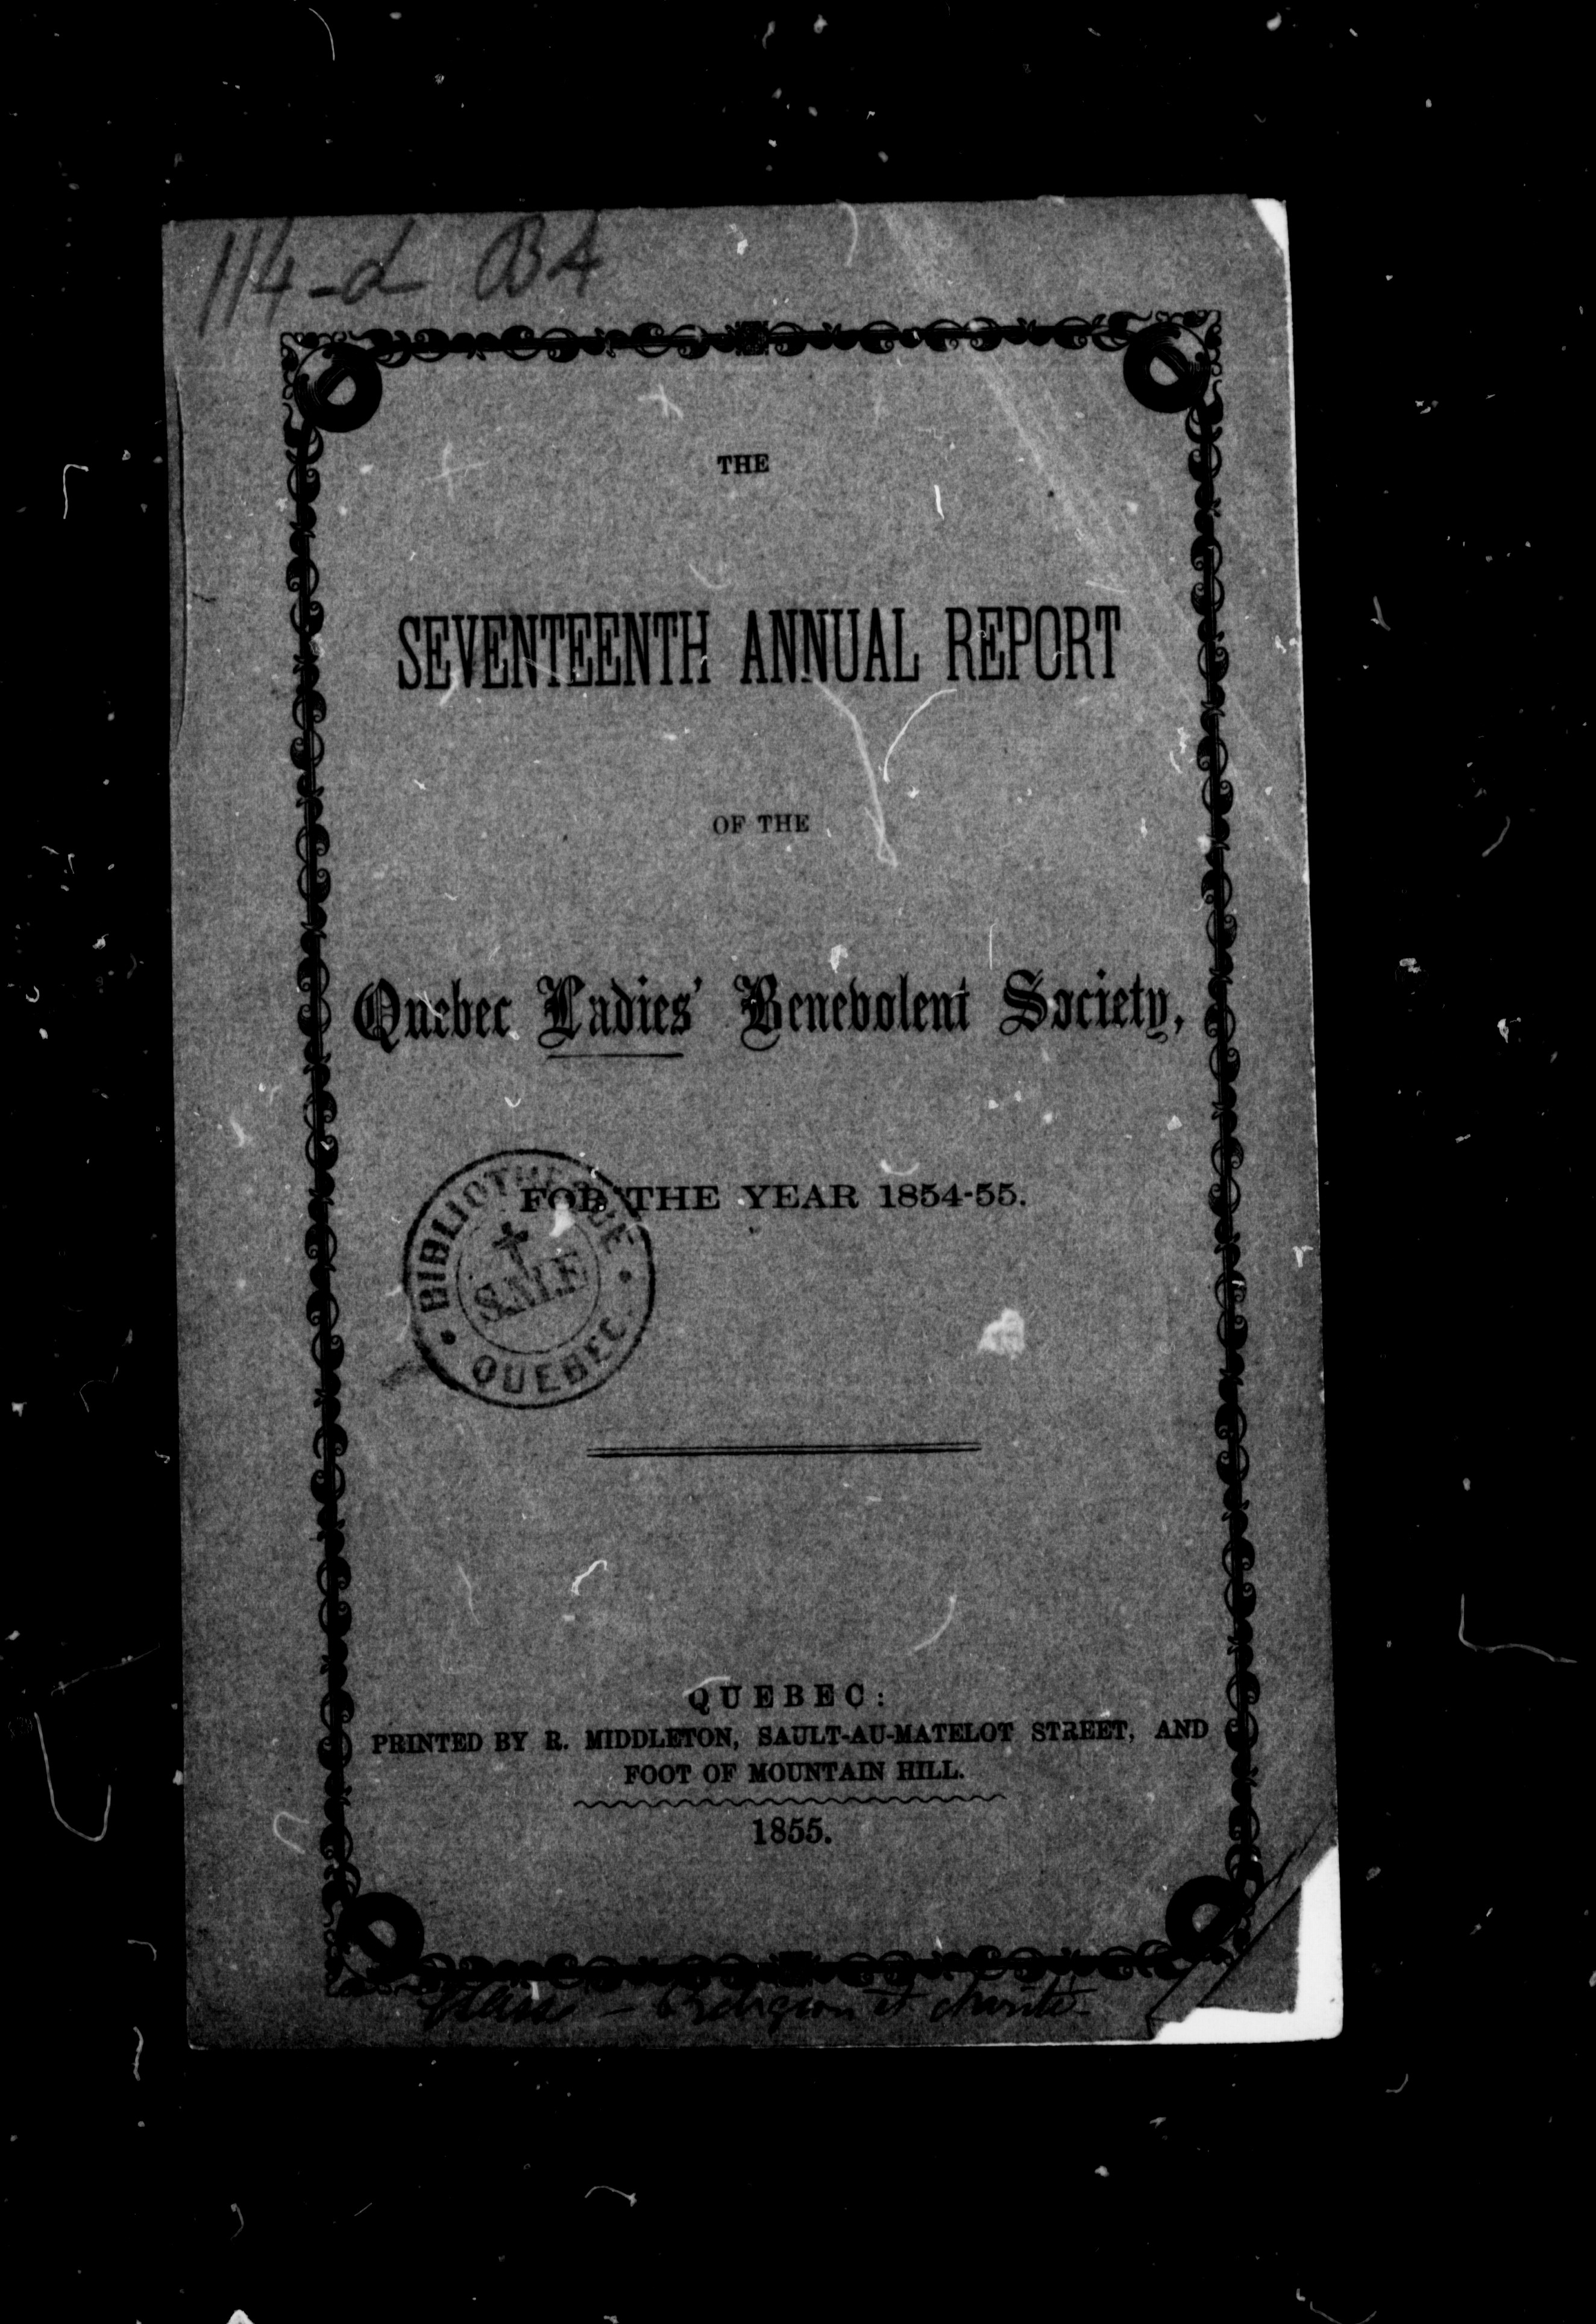 114-d BA
THE
SEVENTEENTH ANNUAL REPORT
OF THE
Quebec Ladies' Benevolent Society,
FOR THE YEAR 1854-55.
BIBLIOTHEQUE
S.M.E
QUEBEC.
QUEBEC:
PRINTED BY R. MIDDLETON, SAULT-AU-MATELOT STREET, AND
FOOT OF MOUNTAIN HILL.
1855.
Religion et charité